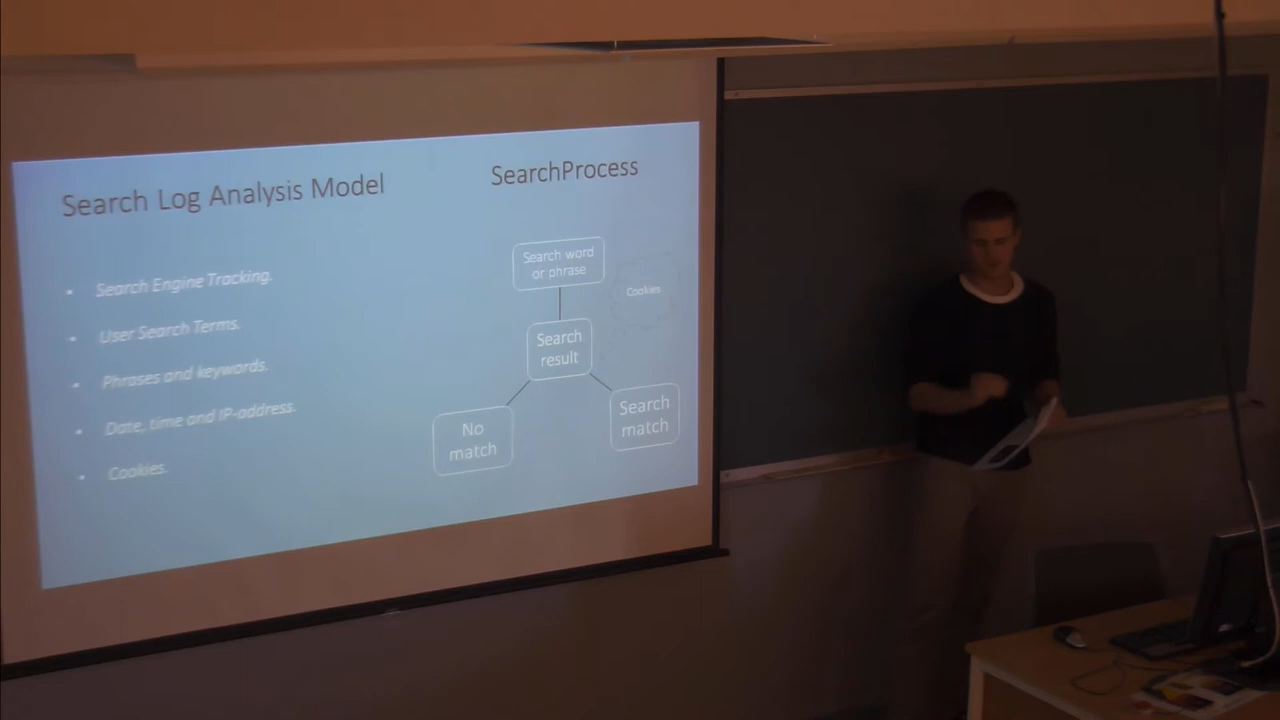 Search Log Analysis Model
Search Engine Tracking.
User Search Terms.
Phrases and keywords.
Date, time and IP-address.
Cookies.
SearchProcess
Search word
or phrase
Cookies
Search
result
No
match
Search
match